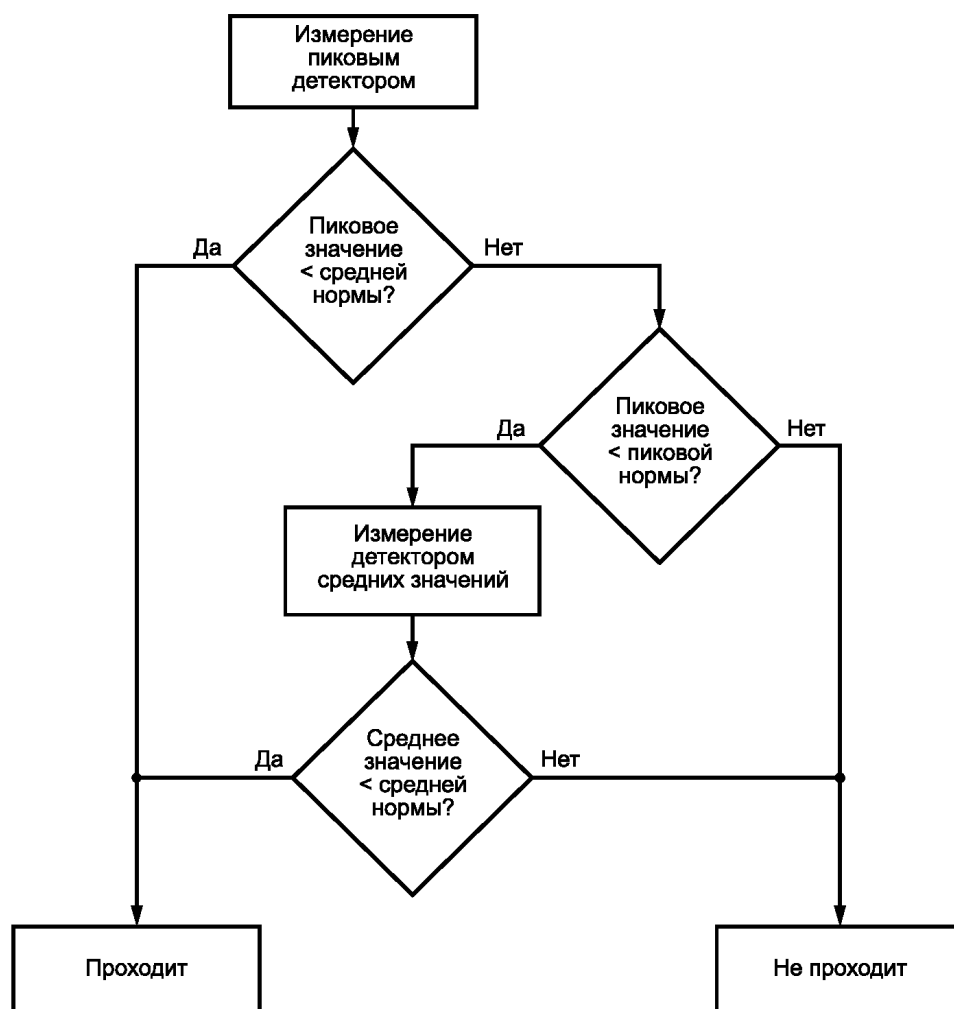 Измерение
пиковым
детектором
Пиковое
значение
< средней
нормы?
Да
Нет
Пиковое
значение
< пиковой
нормы?
Да
Нет
Измерение
детектором
средних значений
Среднее
значение
< средней
нормы?
Да
Нет
Проходит
Не проходит